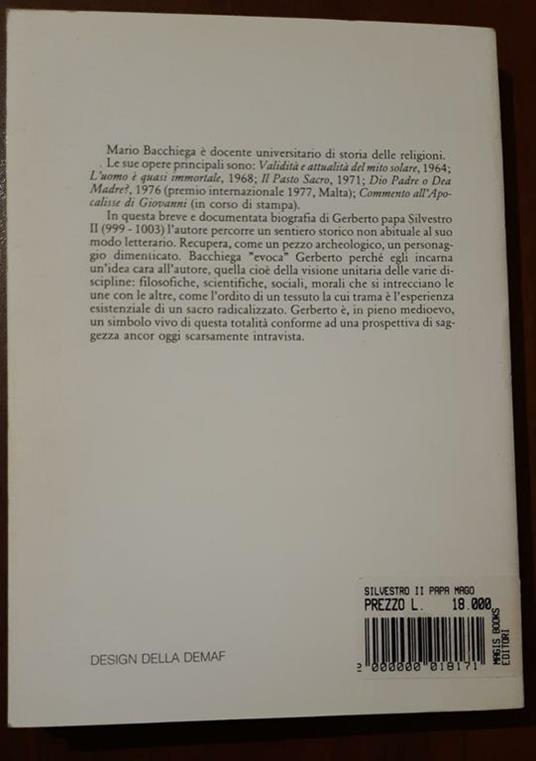 Mario Bacchiega è docente universitario di storia delle religioni.
. Le sue opere principali sono: Validità e attualità del mito solare, 1964;
L'uomo è quasi immortale, 1968; Il Pasto Sacro, 1971; Dio Padre o Dea
Madre?, 1976 (premio internazionale 1977, Malta); Commento all'Apo-
calisse di Giovanni (in corso di stampa).
In questa breve e documentata biografia di Gerberto papa Silvestro
II (999 - 1003) l'autore percorre un sentiero storico non abituale al suo
modo letterario. Recupera, come un pezzo archeologico, un personag-
gio dimenticato. Bacchiega "evoca" Gerberto perché egli incarna
un'idea cara all'autore, quella cioè della visione unitaria delle varie di-
scipline: filosofiche, scientifiche, sociali, morali che si intrecciano le
une con le altre, come l'ordito di un tessuto la cui trama è l'esperienza
esistenziale di un sacro radicalizzato. Gerberto è, in pieno medioevo,
un simbolo vivo di questa totalità conforme ad una prospettiva di sag-
gezza ancor oggi scarsamente intravista.
SILVESTRO II PAPA MAGO
PREZZO L. 18.000
MAGIS BOOKS
EDITORI
2 000000 018171
DESIGN DELLA DEMAF